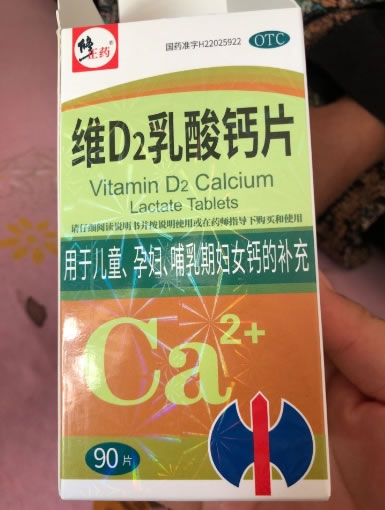 修正药
国药准字H22025922
OTC
维D2乳酸钙片
Vitamin D2 Calcium
Lactate Tablets
请仔细阅读说明书并按说明使用或在药师指导下购买和使用
用于儿童、孕妇、哺乳期妇女钙的补充
Ca2+
90片